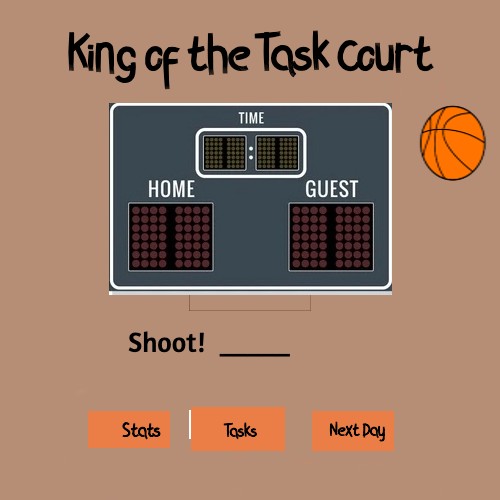 King of the Task Court
TIME
HOME GUEST
Shoot! _____
Stats Tasks Next Day